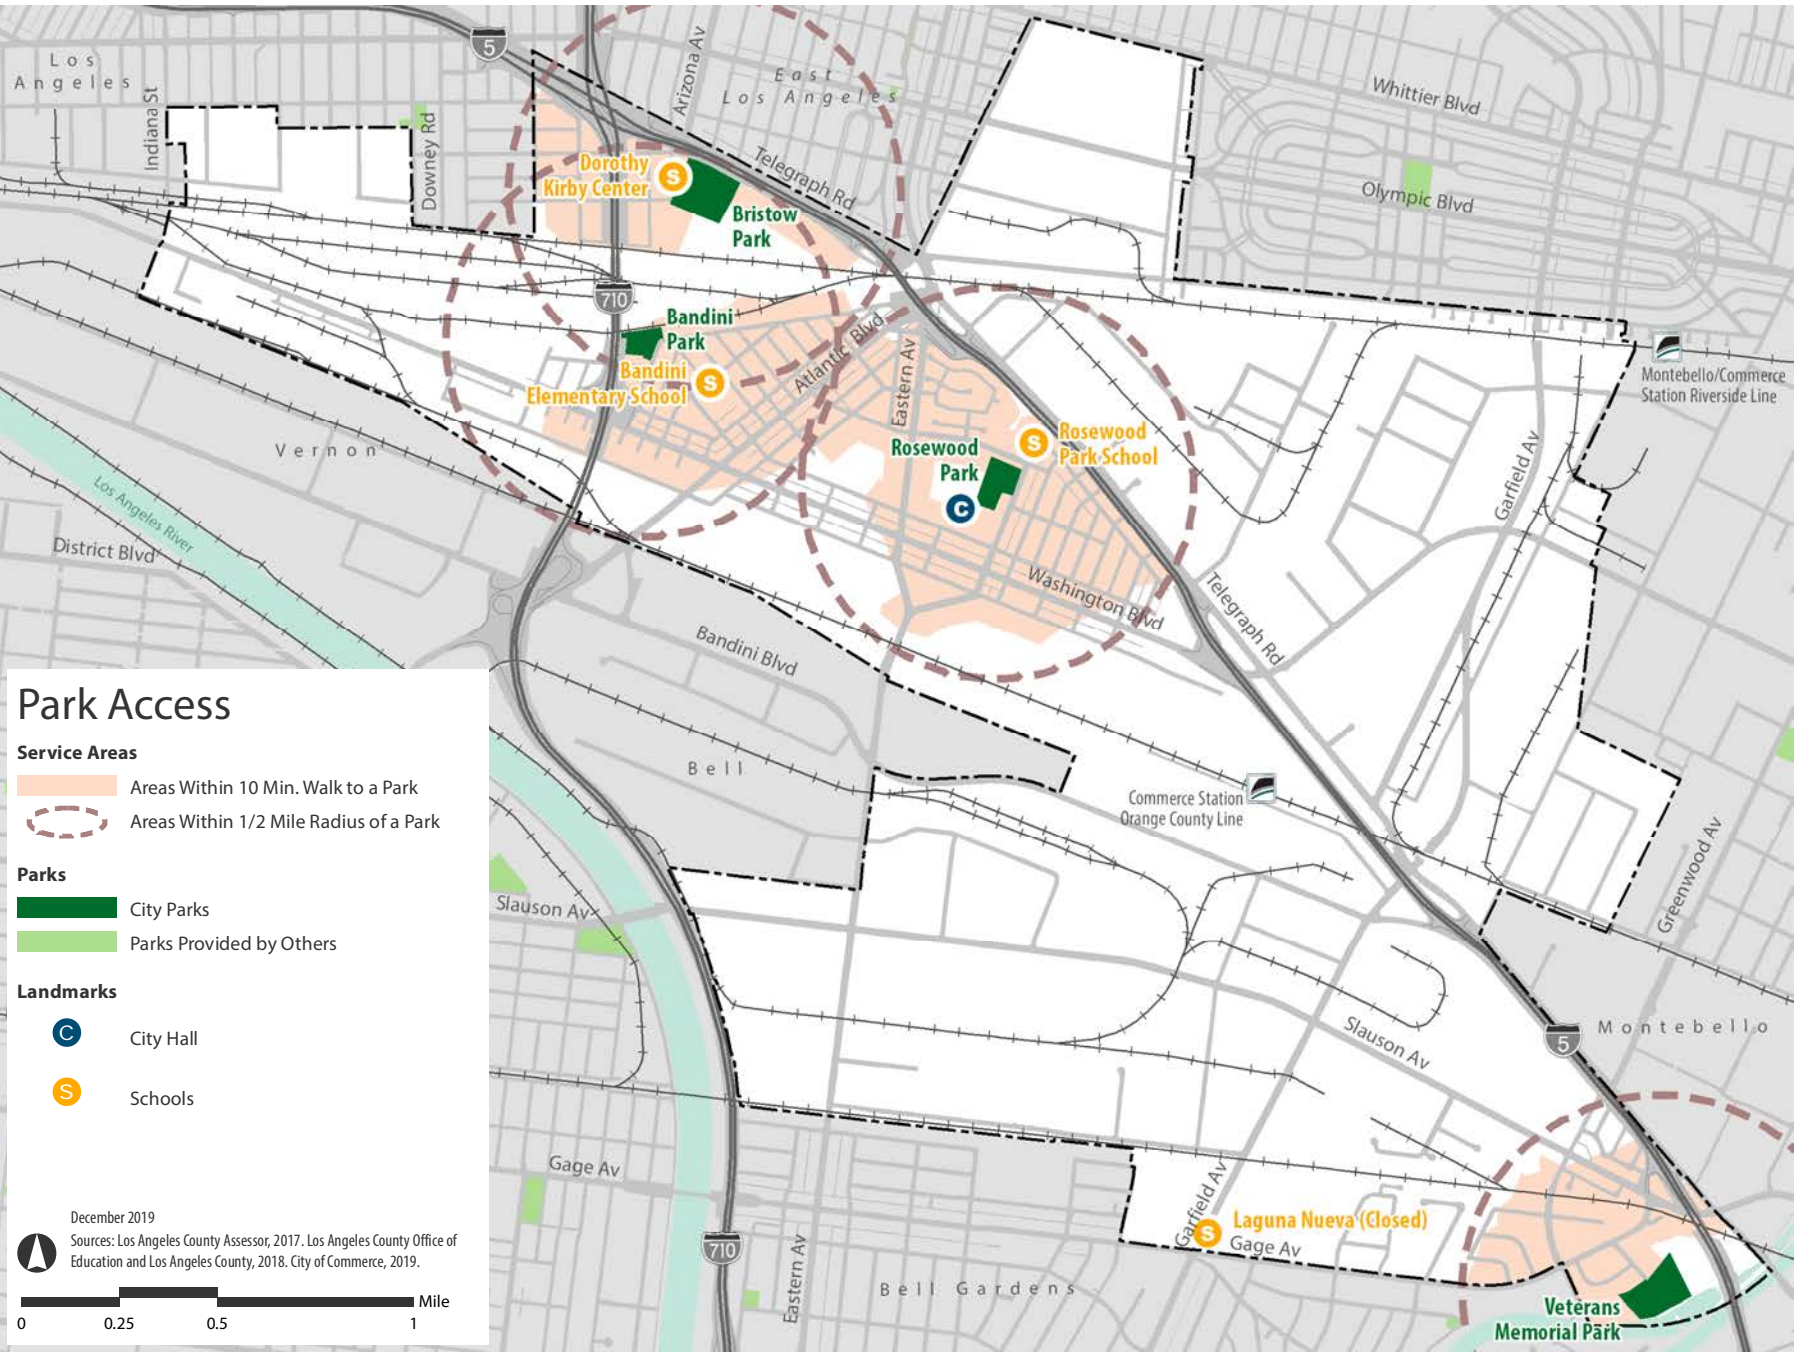 5
Los
Angeles
Indiana St
Downey Rd
Arizona Av
East
Los Angeles
Whittier Blvd
Telegraph Rd
Olympic Blvd
Dorothy
Kirby Center
S
Bristow
Park
710
Bandini
Park
Bandini
Elementary School
S
Atlantic Blvd
Eastern Av
Montebello/Commerce
Station Riverside Line
Vernon
Los Angeles River
District Blvd
Rosewood
Park
C
S
Rosewood
Park School
Garfield Av
Washington Blvd
Telegraph Rd
Bandini Blvd
Bell
Commerce Station
Orange County Line
Greenwood Av
Slauson Av
Slauson Av
5
Montebello
Gage Av
710
Eastern Av
Garfield Av
S
Laguna Nueva (Closed)
Gage Av
Bell Gardens
Veterans
Memorial Park
Park Access
Service Areas
Areas Within 10 Min. Walk to a Park
Areas Within 1/2 Mile Radius of a Park
Parks
City Parks
Parks Provided by Others
Landmarks
C
City Hall
S
Schools
December 2019
Sources: Los Angeles County Assessor, 2017. Los Angeles County Office of
Education and Los Angeles County, 2018. City of Commerce, 2019.
Mile
0 0.25 0.5 1